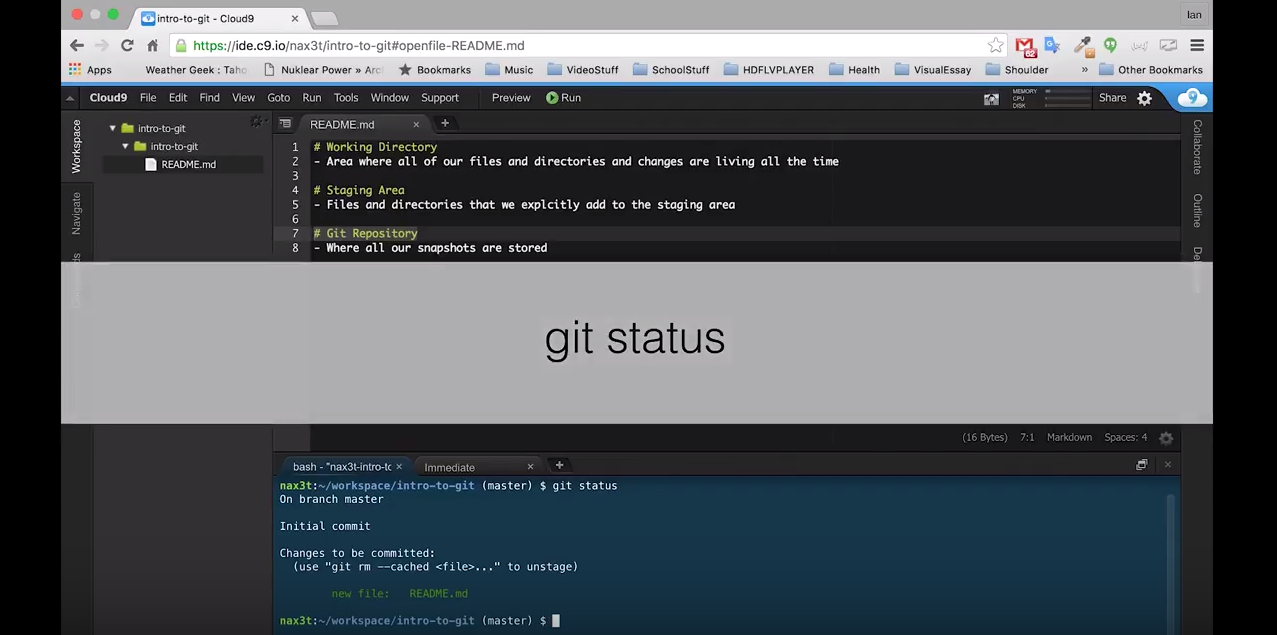 intro-to-git - Cloud9
Ian
https://ide.c9.io/nax3t/intro-to-git#openfile-README.md
62
Apps Weather Geek : Taho Nuklear Power » Arc Bookmarks Music VideoStuff SchoolStuff HDFLVPLAYER Health VisualEssay Shoulder » Other Bookmarks
Cloud9 File Edit Find View Goto Run Tools Window Support Preview Run MEMORY CPU DISK Share
Workspace
Navigate
intro-to-git
intro-to-git
README.md
README.md
1 # Working Directory
2 - Area where all of our files and directories and changes are living all the time
3
4 # Staging Area
5 - Files and directories that we explcitly add to the staging area
6
7 # Git Repository
8 - Where all our snapshots are stored
Collaborate
Outline
git status
(16 Bytes) 7:1 Markdown Spaces: 4
bash - "nax3t-intro-to Immediate
nax3t:~/workspace/intro-to-git (master) $ git status
On branch master
Initial commit
Changes to be committed:
(use "git rm --cached <file>..." to unstage)
new file: README.md
nax3t:~/workspace/intro-to-git (master) $